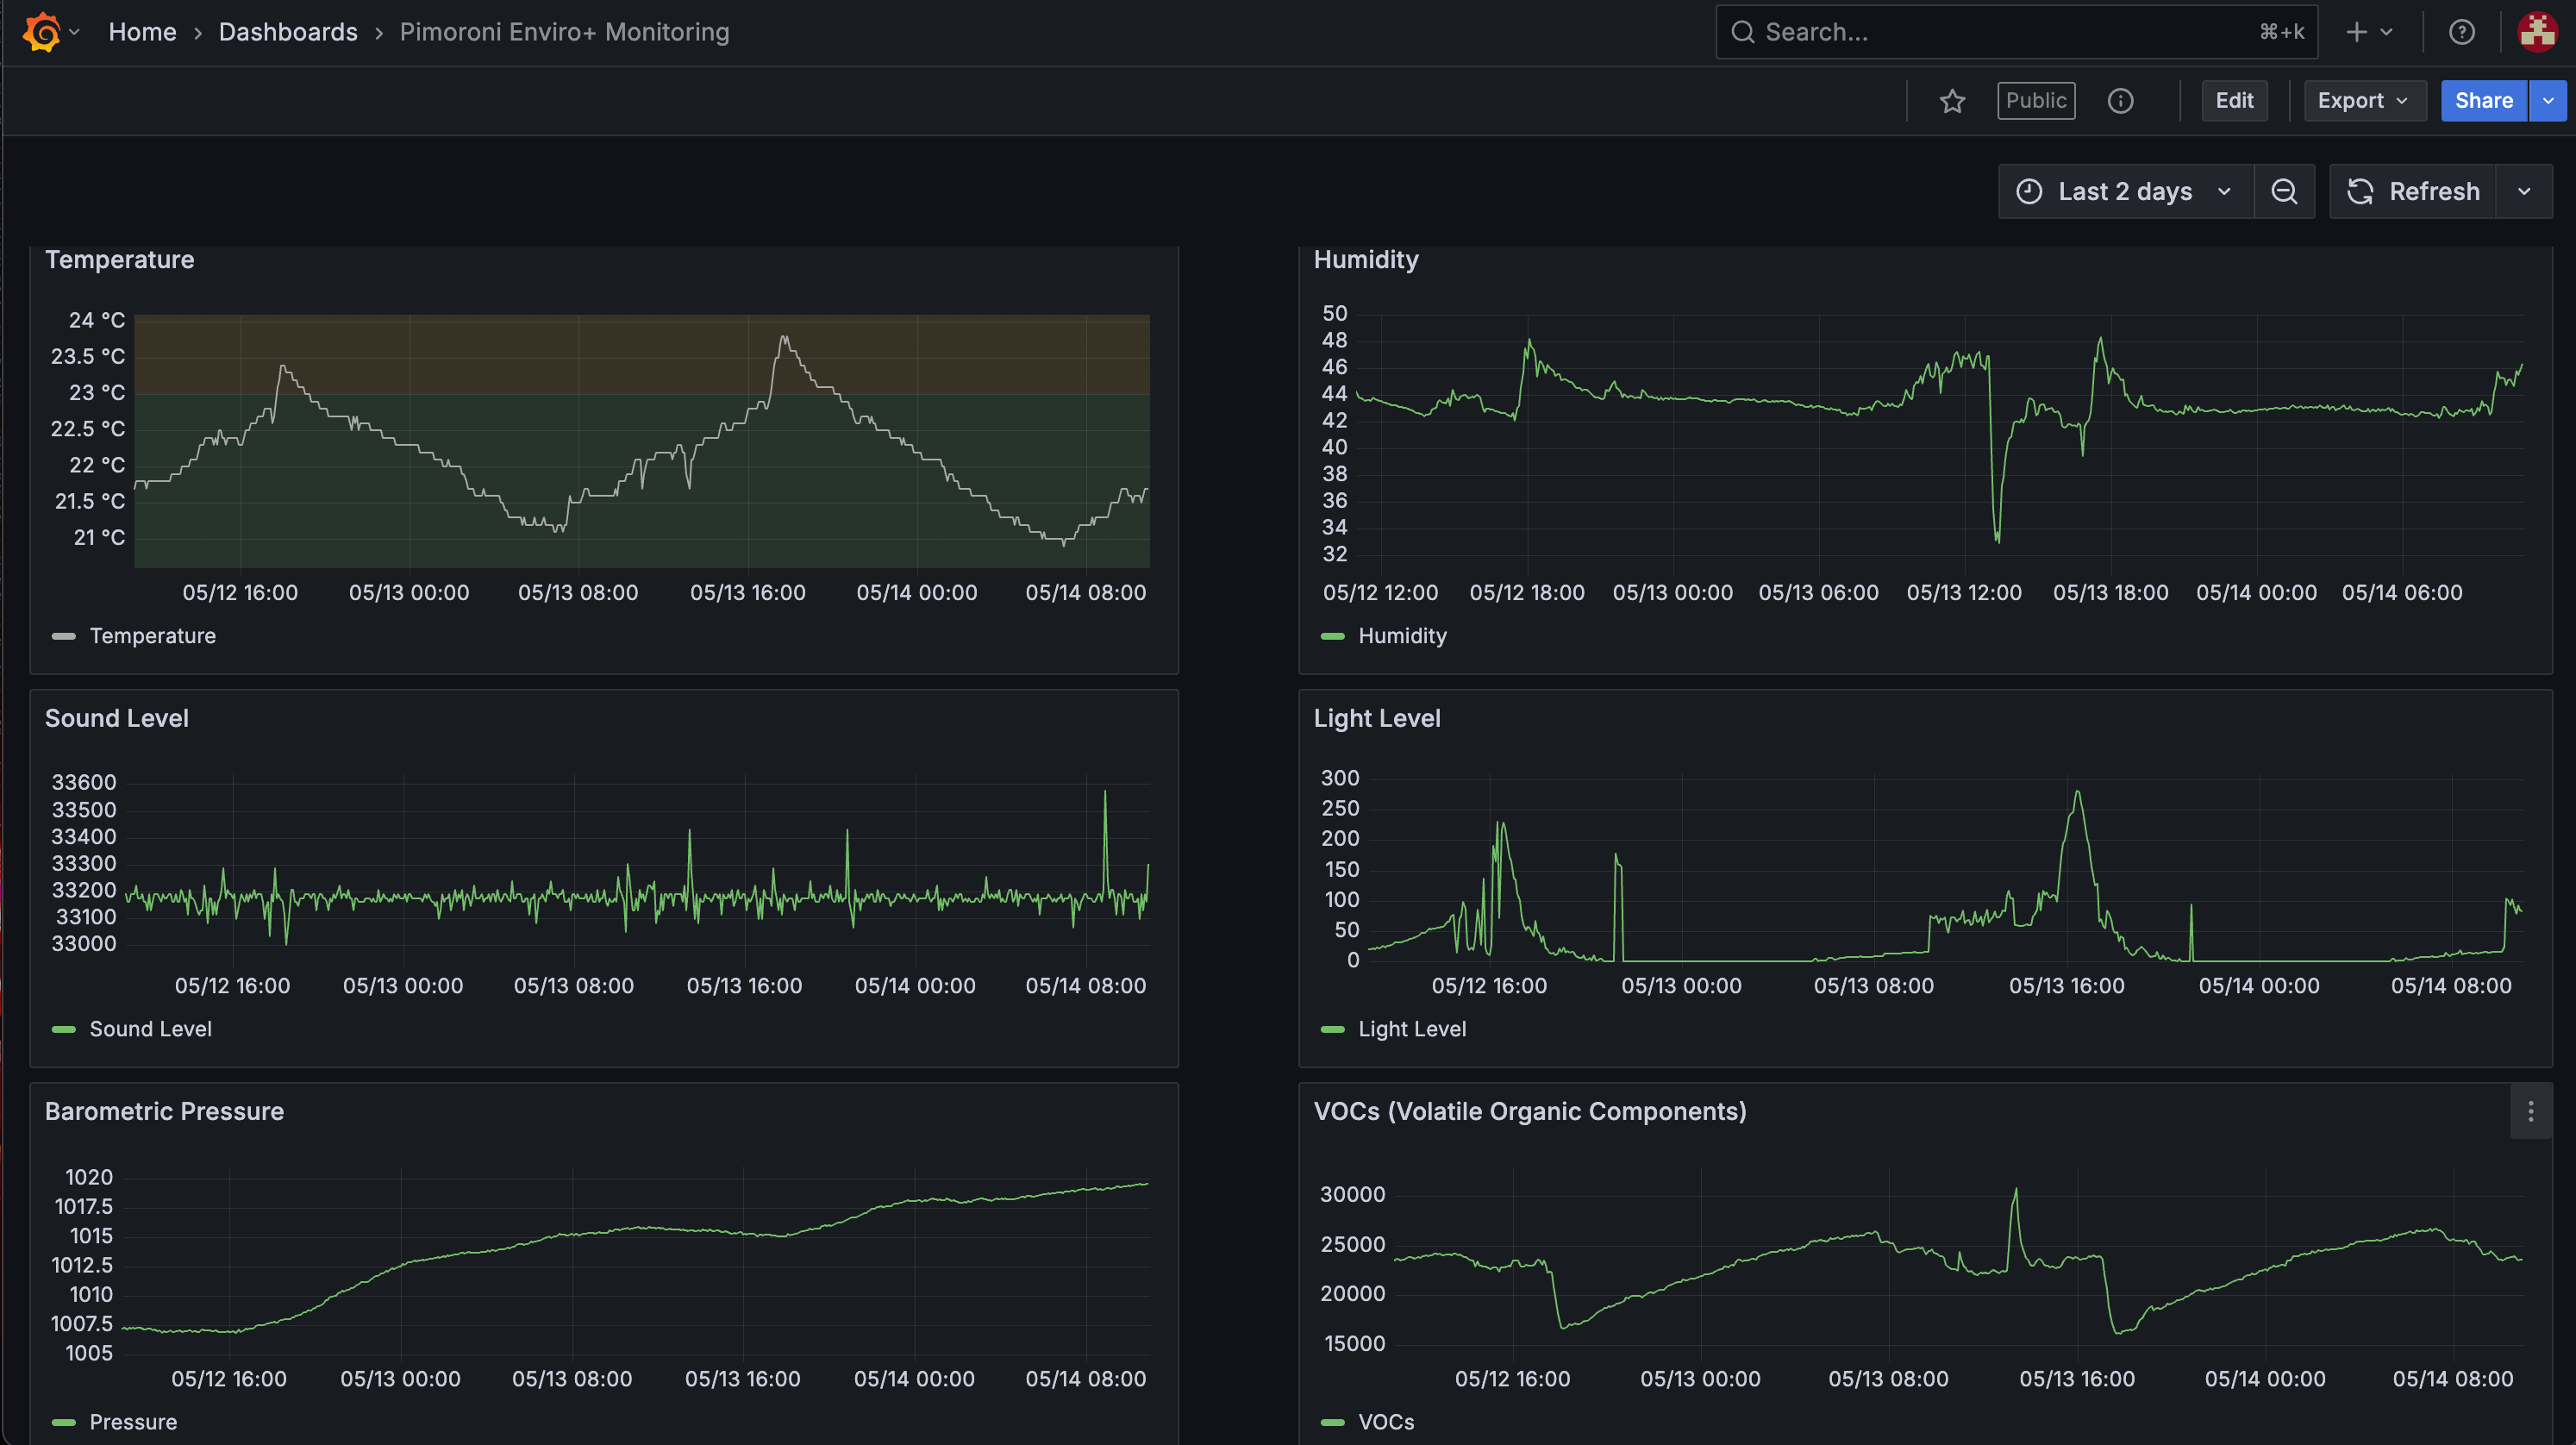 Home › Dashboards › Pimoroni Enviro+ Monitoring
Search...
⌘+k
Public
Edit
Export
Share
Last 2 days
Refresh
Temperature
24 °C
23.5 °C
23 °C
22.5 °C
22 °C
21.5 °C
21 °C
05/12 16:00 05/13 00:00 05/13 08:00 05/13 16:00 05/14 00:00 05/14 08:00
Temperature
Humidity
50
48
46
44
42
40
38
36
34
32
05/12 12:00 05/12 18:00 05/13 00:00 05/13 06:00 05/13 12:00 05/13 18:00 05/14 00:00 05/14 06:00
Humidity
Sound Level
33600
33500
33400
33300
33200
33100
33000
05/12 16:00 05/13 00:00 05/13 08:00 05/13 16:00 05/14 00:00 05/14 08:00
Sound Level
Light Level
300
250
200
150
100
50
0
05/12 16:00 05/13 00:00 05/13 08:00 05/13 16:00 05/14 00:00 05/14 08:00
Light Level
Barometric Pressure
1020
1017.5
1015
1012.5
1010
1007.5
1005
05/12 16:00 05/13 00:00 05/13 08:00 05/13 16:00 05/14 00:00 05/14 08:00
Pressure
VOCs (Volatile Organic Components)
30000
25000
20000
15000
05/12 16:00 05/13 00:00 05/13 08:00 05/13 16:00 05/14 00:00 05/14 08:00
VOCs